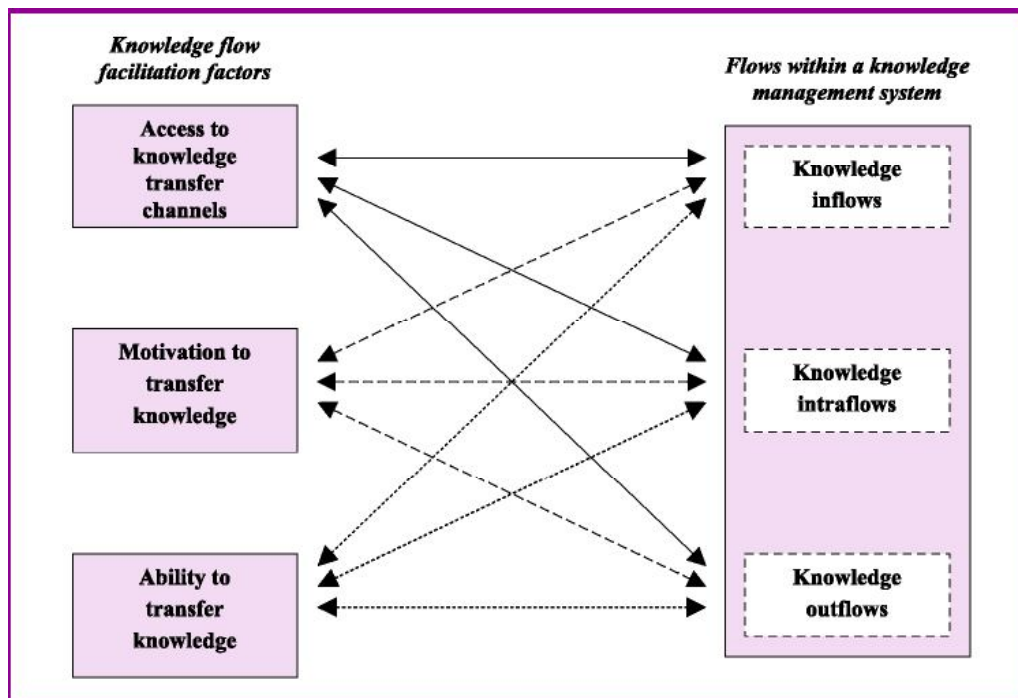 Knowledge flow
facilitation factors
Access to
knowledge
transfer
channels
Motivation to
transfer
knowledge
Ability to
transfer
knowledge
Flows within a knowledge
management system
Knowledge
inflows
Knowledge
intraflows
Knowledge
outflows